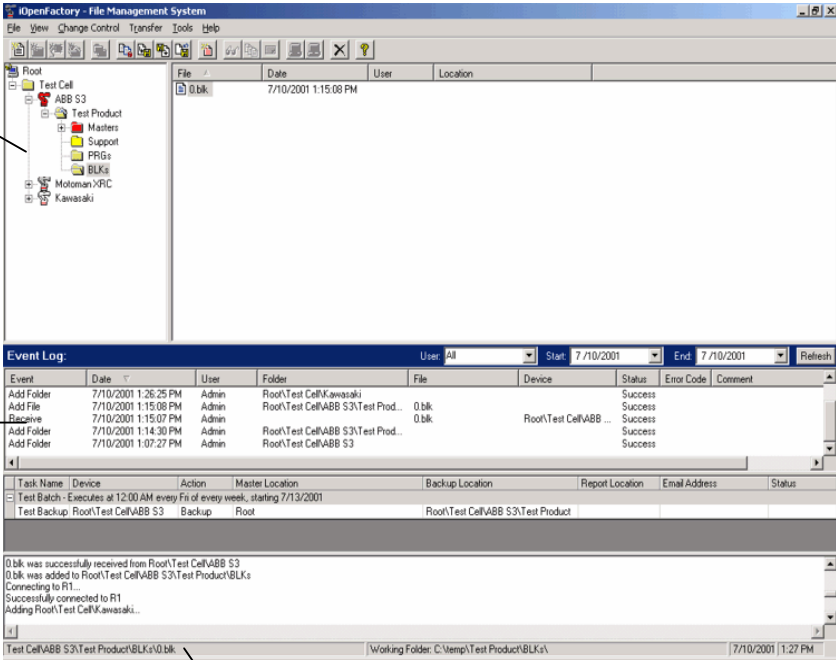 iOpenFactory - File Management System
File View Change Control Transfer Tools Help
Root
Test Cell
ABB S3
Test Product
Masters
Support
PRGs
BLKs
Motoman XRC
Kawasaki
File Date User Location
0.blk 7/10/2001 1:15:08 PM
Event Log: User: All Start: 7 /10/2001 End: 7 /10/2001 Refresh
Event Date User Folder File Device Status Error Code Comment
Add Folder 7/10/2001 1:26:25 PM Admin Root\Test Cell\Kawasaki Success
Add File 7/10/2001 1:15:08 PM Admin Root\Test Cell\ABB S3\Test Prod... 0.blk Success
Receive 7/10/2001 1:15:07 PM Admin 0.blk Root\Test Cell\ABB ... Success
Add Folder 7/10/2001 1:14:30 PM Admin Root\Test Cell\ABB S3\Test Prod... Success
Add Folder 7/10/2001 1:07:27 PM Admin Root\Test Cell\ABB S3 Success
Task Name Device Action Master Location Backup Location Report Location Email Address Status
Test Batch - Executes at 12:00 AM every Fri of every week, starting 7/13/2001
Test Backup Root\Test Cell\ABB S3 Backup Root Root\Test Cell\ABB S3\Test Product
0.blk was successfully received from Root\Test Cell\ABB S3
0.blk was added to Root\Test Cell\ABB S3\Test Product\BLKs
Connecting to R1...
Successfully connected to R1
Adding Root\Test Cell\Kawasaki...
Test Cell\ABB S3\Test Product\BLKs\0.blk Working Folder: C:\temp\Test Product\BLKs\ 7/10/2001 1:27 PM